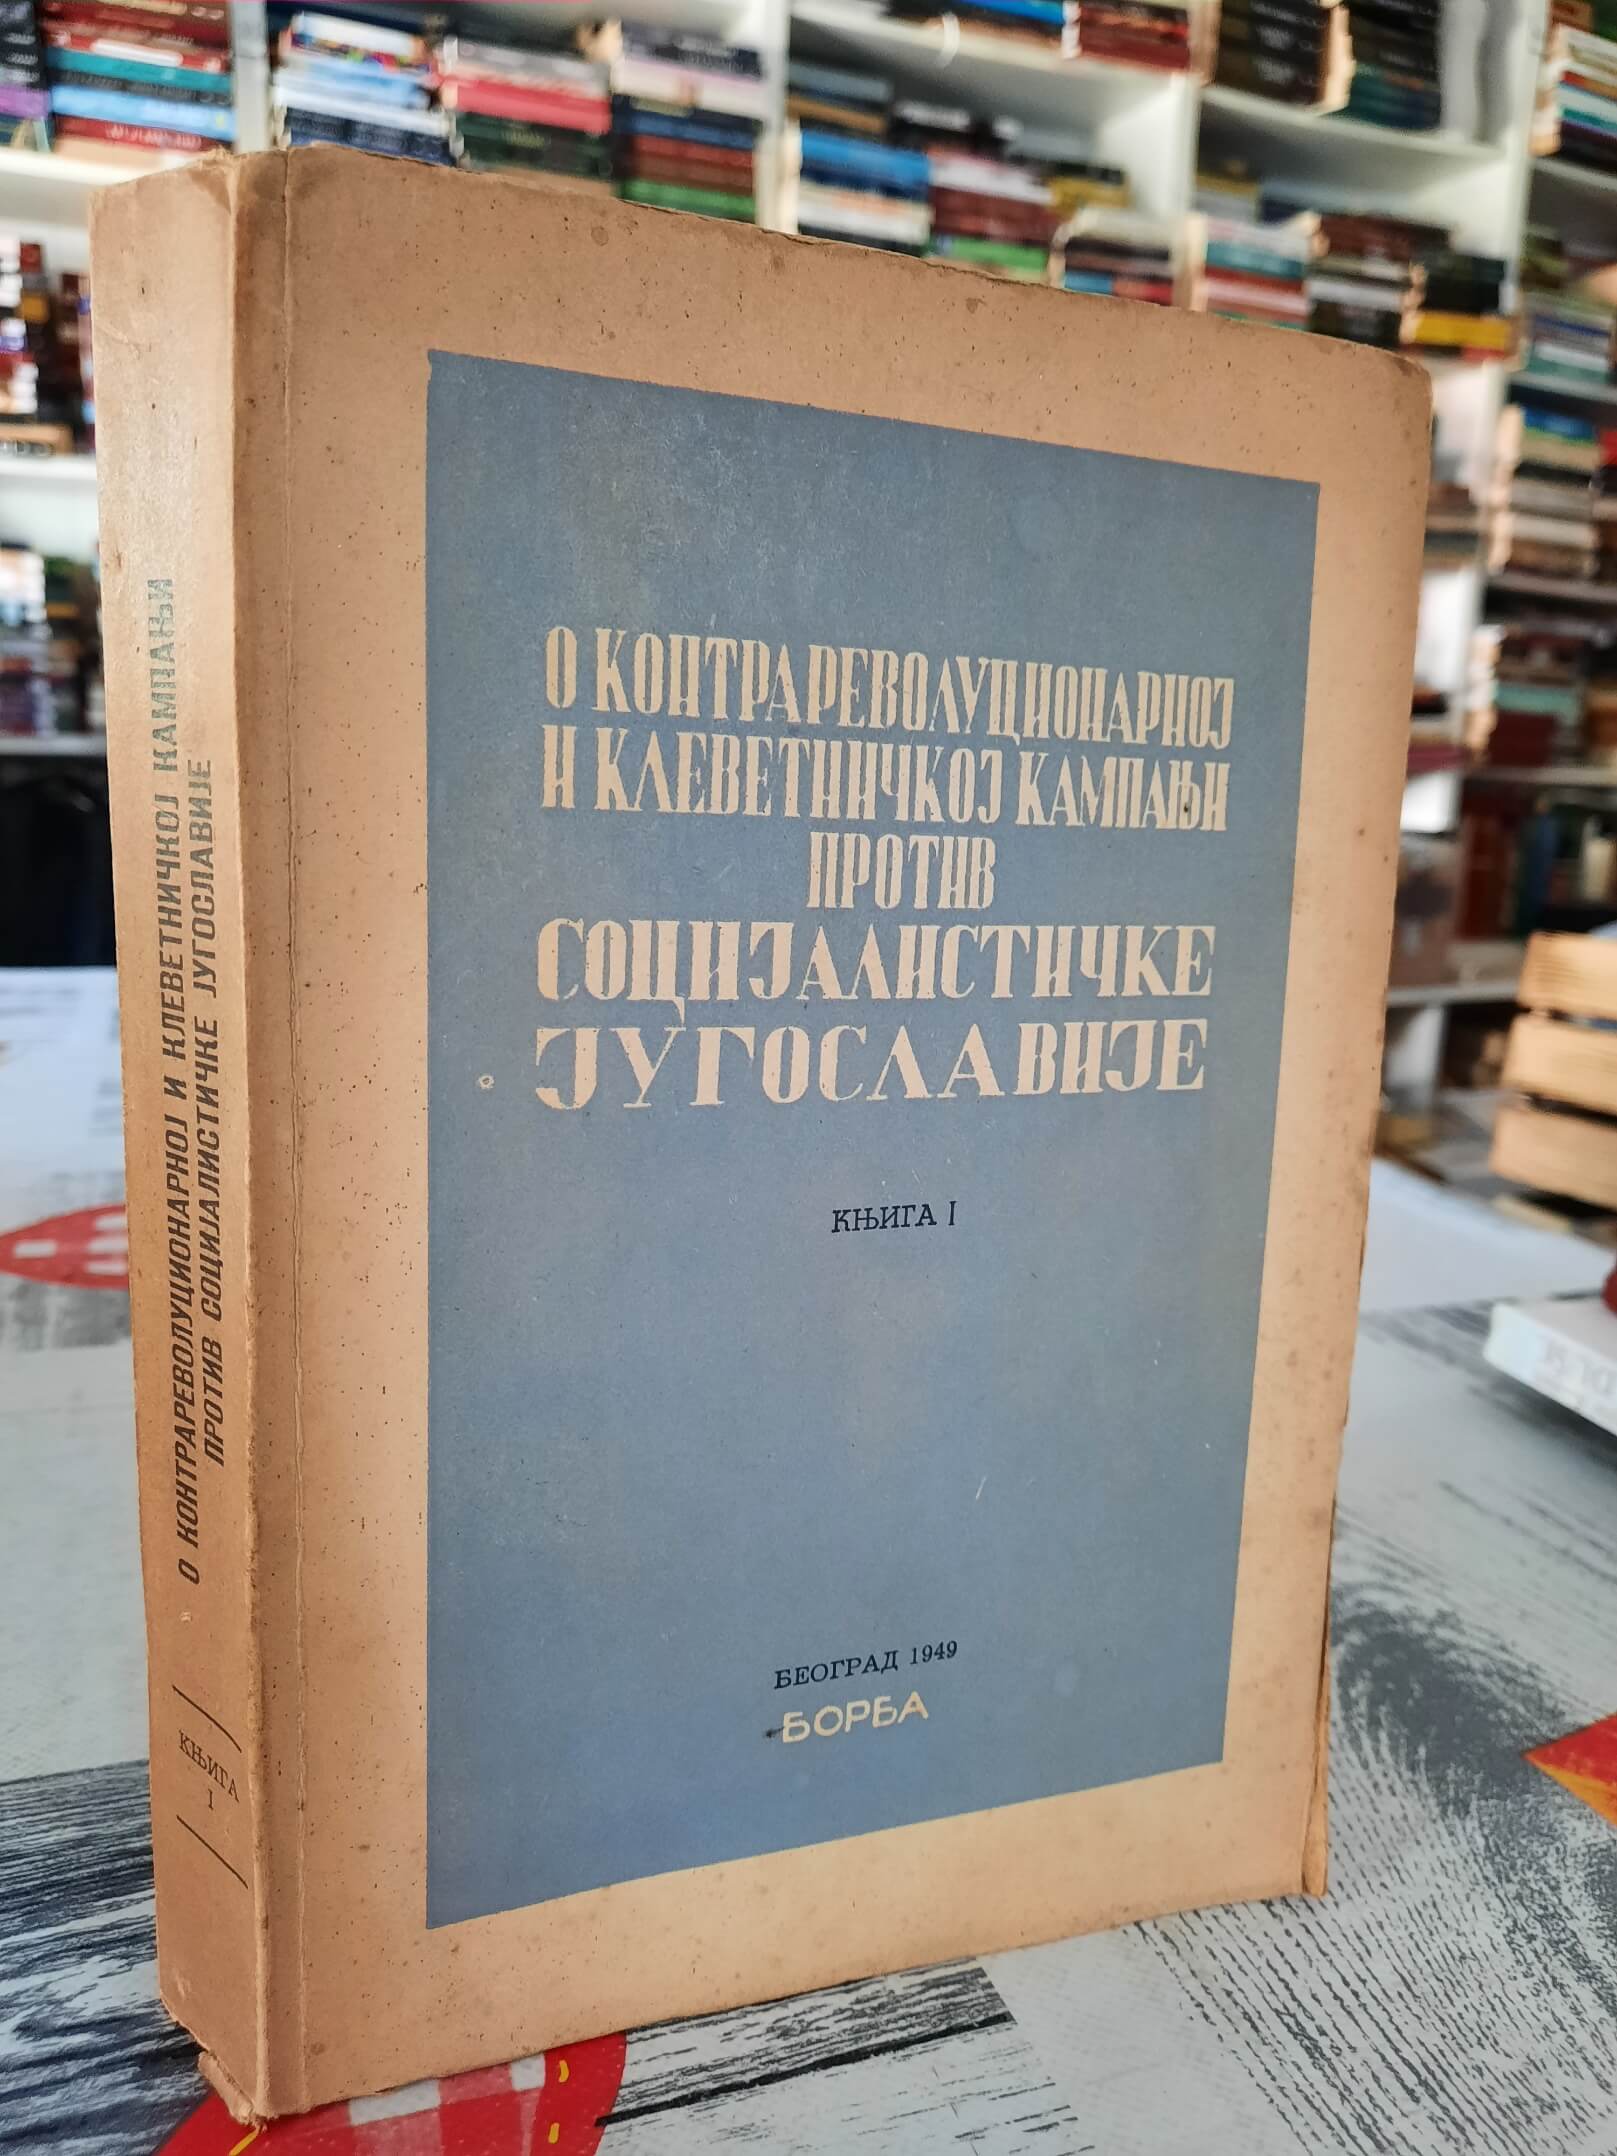 О КОНТРАРЕВОЛУЦИОНАРНОЈ
И КЛЕВЕТНИЧКОЈ КАМПАЊИ
ПРОТИВ
СОЦИЈАЛИСТИЧКЕ
ЈУГОСЛАВИЈЕ
КЊИГА I
БЕОГРАД 1949
БОРБА
О КОНТРАРЕВОЛУЦИОНАРНОЈ И КЛЕВЕТНИЧКОЈ КАМПАЊИ
ПРОТИВ СОЦИЈАЛИСТИЧКЕ ЈУГОСЛАВИЈЕ
КЊИГА
I